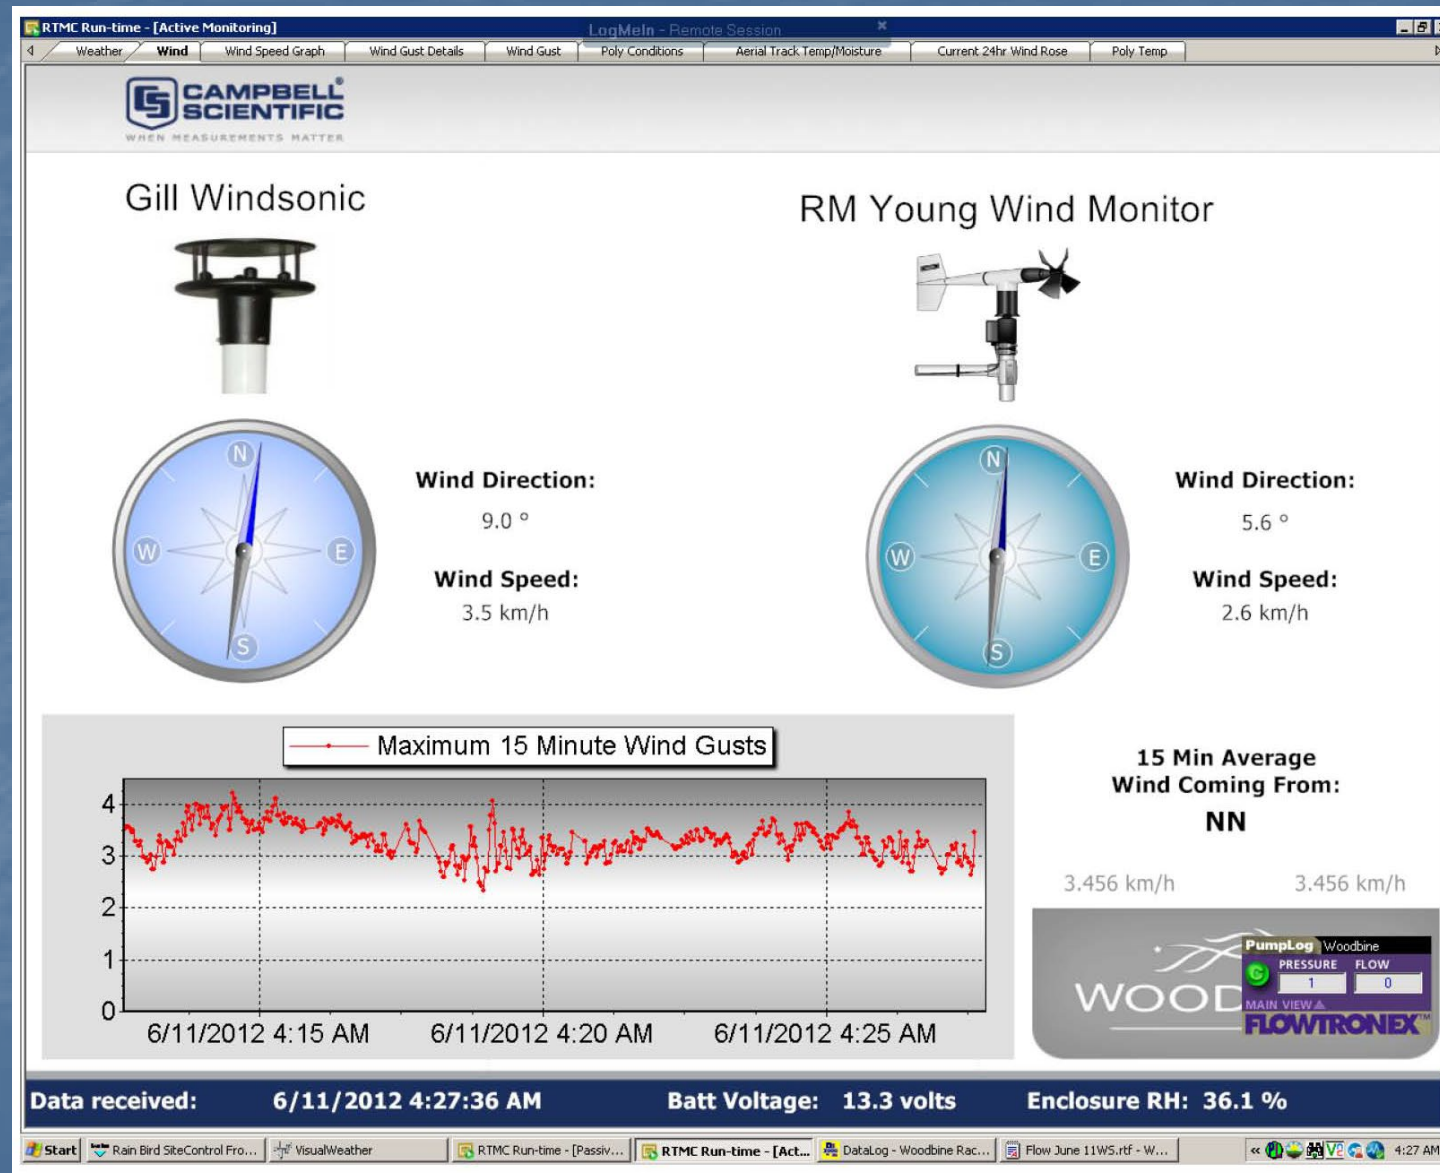 RTMC Run-time - [Active Monitoring]
LogMeIn - Remote Session
Weather Wind Wind Speed Graph Wind Gust Details Wind Gust Poly Conditions Aerial Track Temp/Moisture Current 24hr Wind Rose Poly Temp
CAMPBELL
SCIENTIFIC
WHEN MEASUREMENTS MATTER
Gill Windsonic
RM Young Wind Monitor
N
W E
S
Wind Direction:
9.0 °
Wind Speed:
3.5 km/h
N
W E
S
Wind Direction:
5.6 °
Wind Speed:
2.6 km/h
Maximum 15 Minute Wind Gusts
4
3
2
1
0
6/11/2012 4:15 AM 6/11/2012 4:20 AM 6/11/2012 4:25 AM
15 Min Average
Wind Coming From:
NN
3.456 km/h 3.456 km/h
PumpLog Woodbine
PRESSURE FLOW
1 0
MAIN VIEW
FLOWTRONEX™
Data received: 6/11/2012 4:27:36 AM Batt Voltage: 13.3 volts Enclosure RH: 36.1 %
Start Rain Bird SiteControl Fro... VisualWeather RTMC Run-time - [Passiv... RTMC Run-time - [Act... DataLog - Woodbine Rac... Flow June 11WS.rtf - W... « 4:27 AM